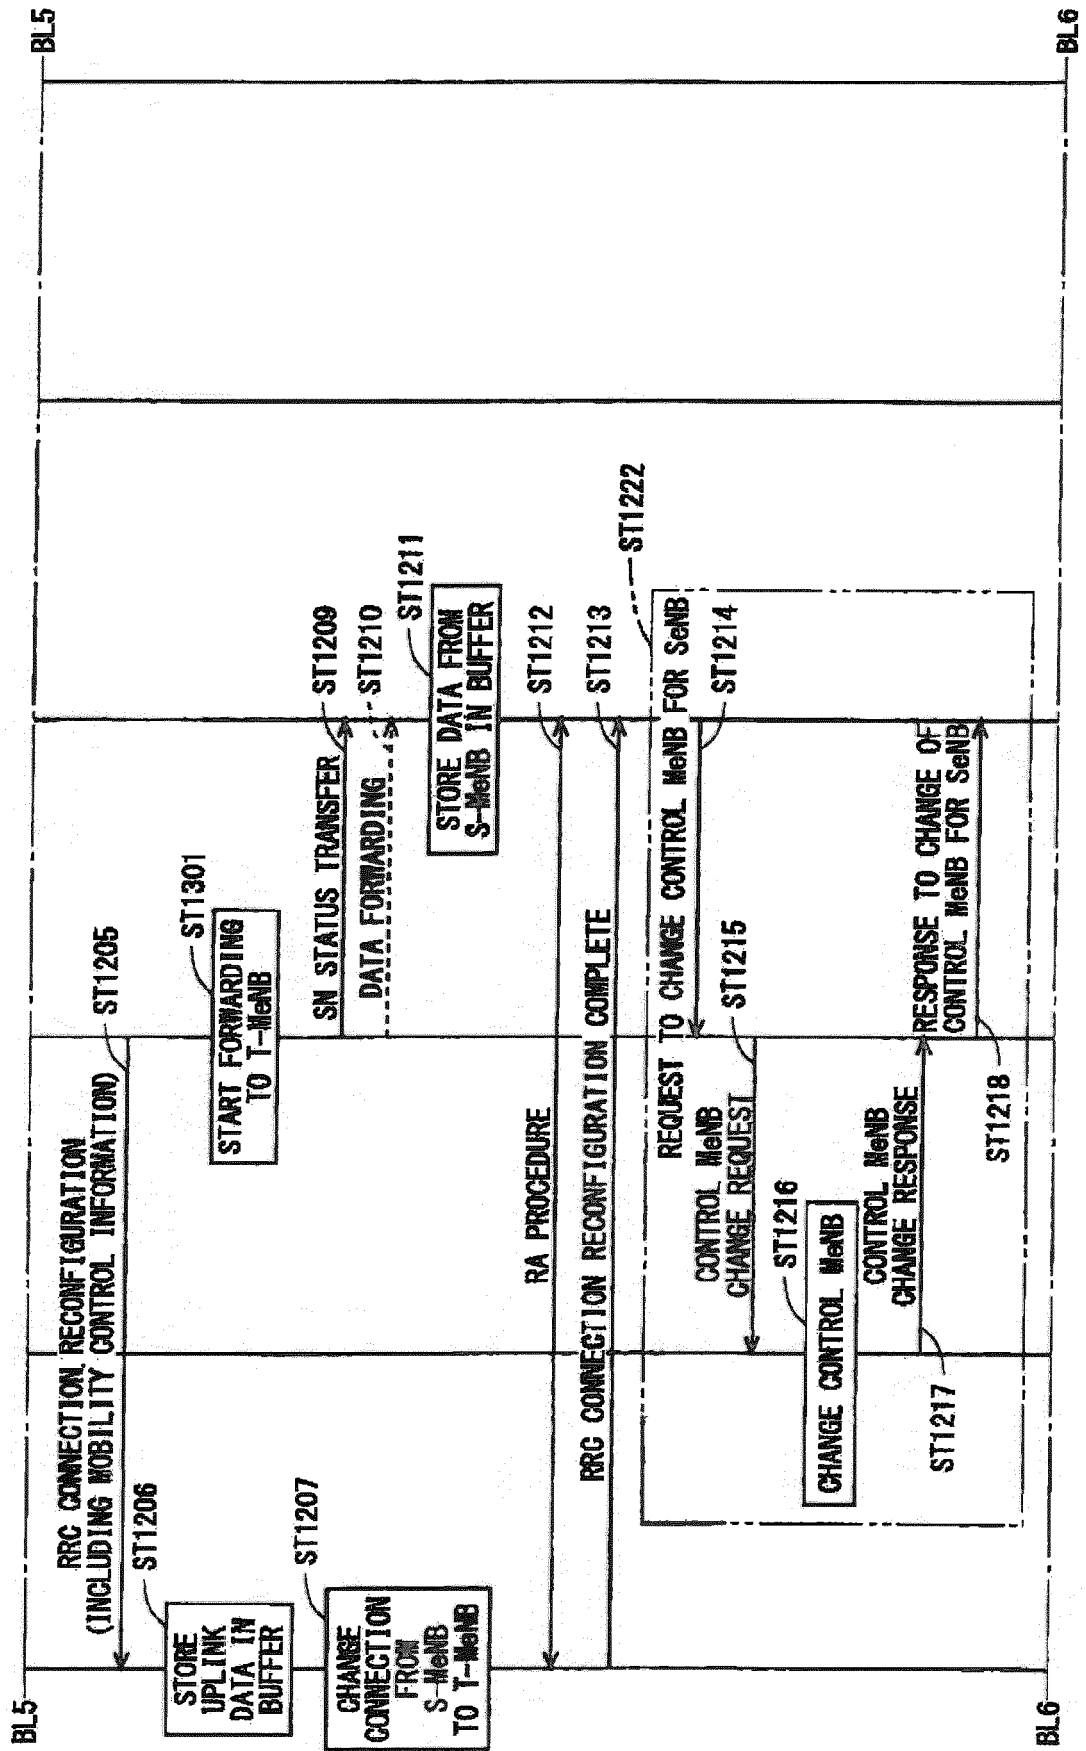 BL5
BL5
RRC CONNECTION RECONFIGURATION
(INCLUDING MOBILITY CONTROL INFORMATION)
ST1205
STORE
UPLINK
DATA IN
BUFFER
ST1206
START FORWARDING
TO T-MeNB
ST1301
CHANGE
CONNECTION
FROM
S-MeNB
TO T-MeNB
ST1207
SN STATUS TRANSFER
ST1209
DATA FORWARDING
ST1210
STORE DATA FROM
S-MeNB IN BUFFER
ST1211
RA PROCEDURE
ST1212
RRC CONNECTION RECONFIGURATION COMPLETE
ST1213
ST1222
REQUEST TO CHANGE CONTROL MeNB FOR SeNB
ST1214
CONTROL MeNB
CHANGE REQUEST
ST1215
CHANGE CONTROL MeNB
ST1216
CONTROL MeNB
CHANGE RESPONSE
ST1217
RESPONSE TO CHANGE OF
CONTROL MeNB FOR SeNB
ST1218
BL6
BL6